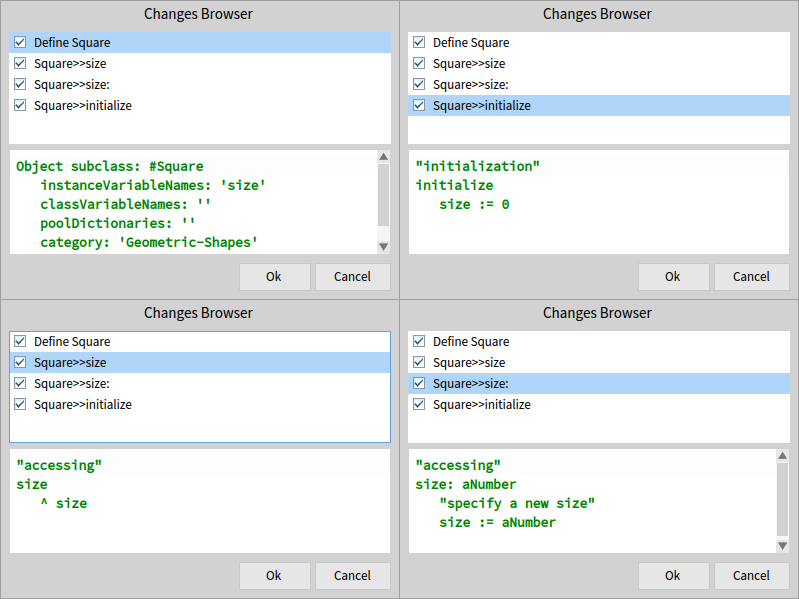 Changes Browser
Define Square
Square>>size
Square>>size:
Square>>initialize
Object subclass: #Square
instanceVariableNames: 'size'
classVariableNames: ''
poolDictionaries: ''
category: 'Geometric-Shapes'
Ok
Cancel
Changes Browser
Define Square
Square>>size
Square>>size:
Square>>initialize
"initialization"
initialize
size := 0
Ok
Cancel
Changes Browser
Define Square
Square>>size
Square>>size:
Square>>initialize
"accessing"
size
^ size
Ok
Cancel
Changes Browser
Define Square
Square>>size
Square>>size:
Square>>initialize
"accessing"
size: aNumber
"specify a new size"
size := aNumber
Ok
Cancel